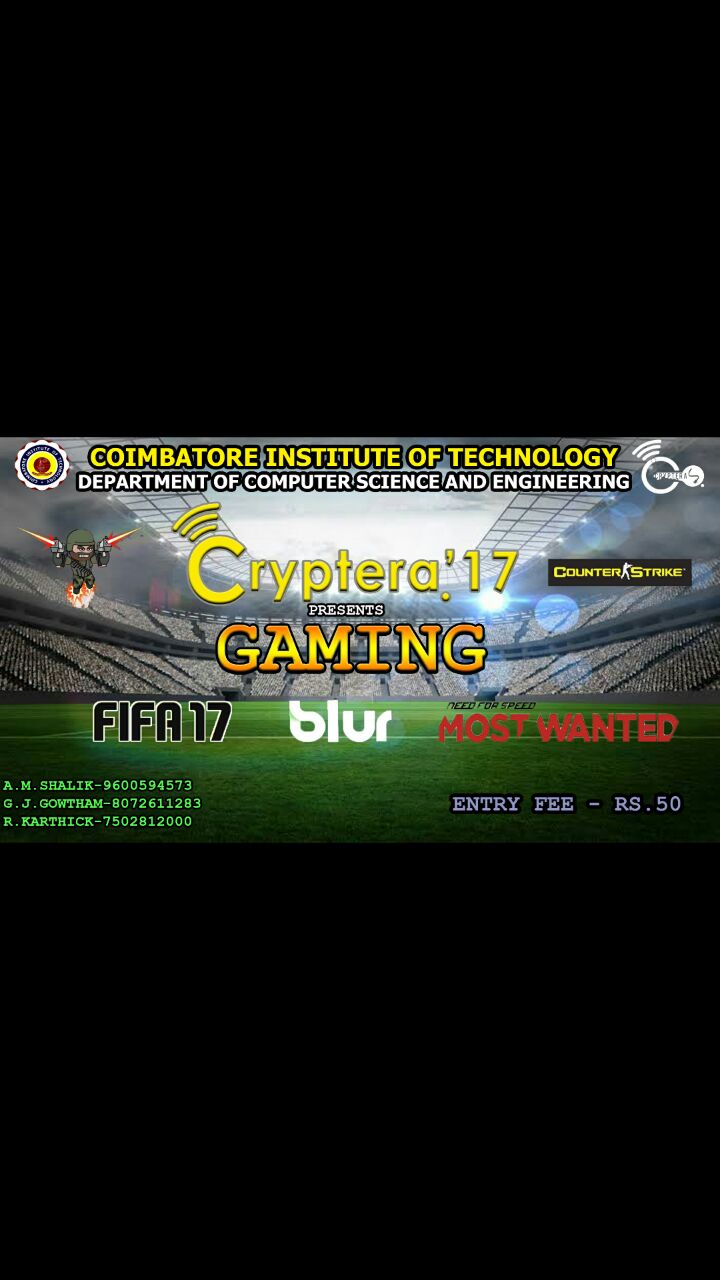 COIMBATORE INSTITUTE OF TECHNOLOGY
DEPARTMENT OF COMPUTER SCIENCE AND ENGINEERING
CRYPTERA
Cryptera.'17
COUNTER STRIKE
PRESENTS
GAMING
FIFA 17
blur
NEED FOR SPEED
MOST WANTED
A.M.SHALIK-9600594573
G.J.GOWTHAM-8072611283
R.KARTHICK-7502812000
ENTRY FEE - RS.50